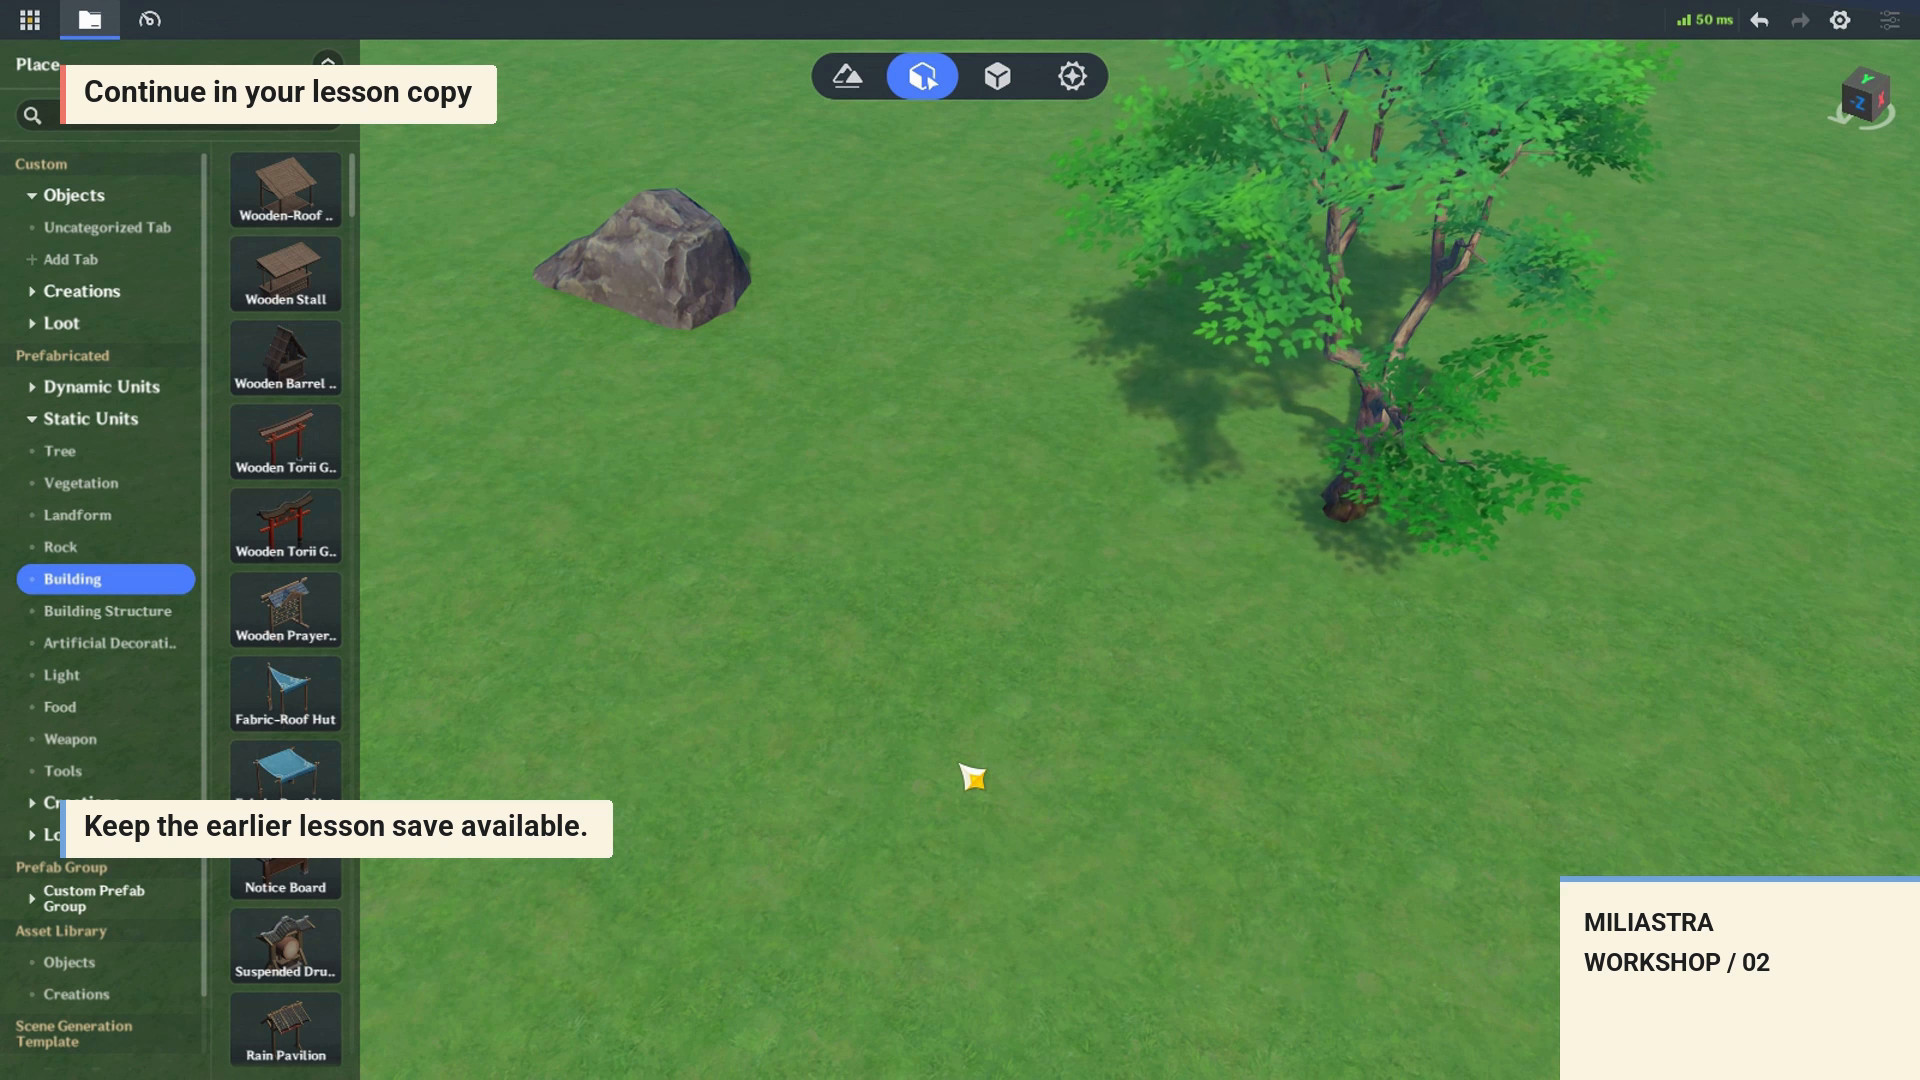 50 ms
Place
Continue in your lesson copy
Custom
Objects
Uncategorized Tab
Add Tab
Creations
Loot
Prefabricated
Dynamic Units
Static Units
Tree
Vegetation
Landform
Rock
Building
Building Structure
Artificial Decorati..
Light
Food
Weapon
Tools
Prefab Group
Custom Prefab
Group
Asset Library
Objects
Creations
Scene Generation
Template
Wooden-Roof ..
Wooden Stall
Wooden Barrel ..
Wooden Torii G..
Wooden Torii G..
Wooden Prayer..
Fabric-Roof Hut
Notice Board
Suspended Dru..
Rain Pavilion
Keep the earlier lesson save available.
Y
-Z
X
MILIASTRA
WORKSHOP / 02